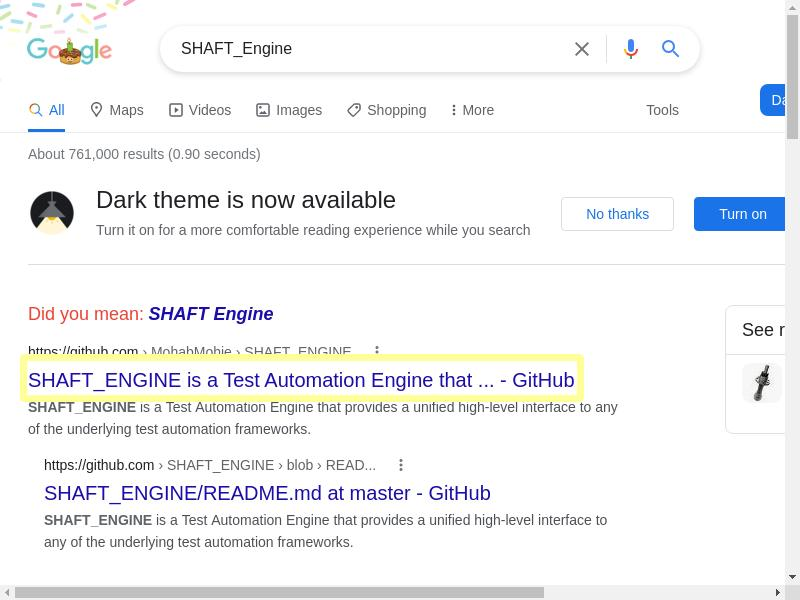 Google
SHAFT_Engine
All Maps Videos Images Shopping More Tools
Da
About 761,000 results (0.90 seconds)
Dark theme is now available
Turn it on for a more comfortable reading experience while you search
No thanks Turn on
Did you mean: SHAFT Engine
https://github.com › MohabMohie › SHAFT_ENGINE
SHAFT_ENGINE is a Test Automation Engine that ... - GitHub
SHAFT_ENGINE is a Test Automation Engine that provides a unified high-level interface to any
of the underlying test automation frameworks.
See r
https://github.com › SHAFT_ENGINE › blob › READ...
SHAFT_ENGINE/README.md at master - GitHub
SHAFT_ENGINE is a Test Automation Engine that provides a unified high-level interface to
any of the underlying test automation frameworks.